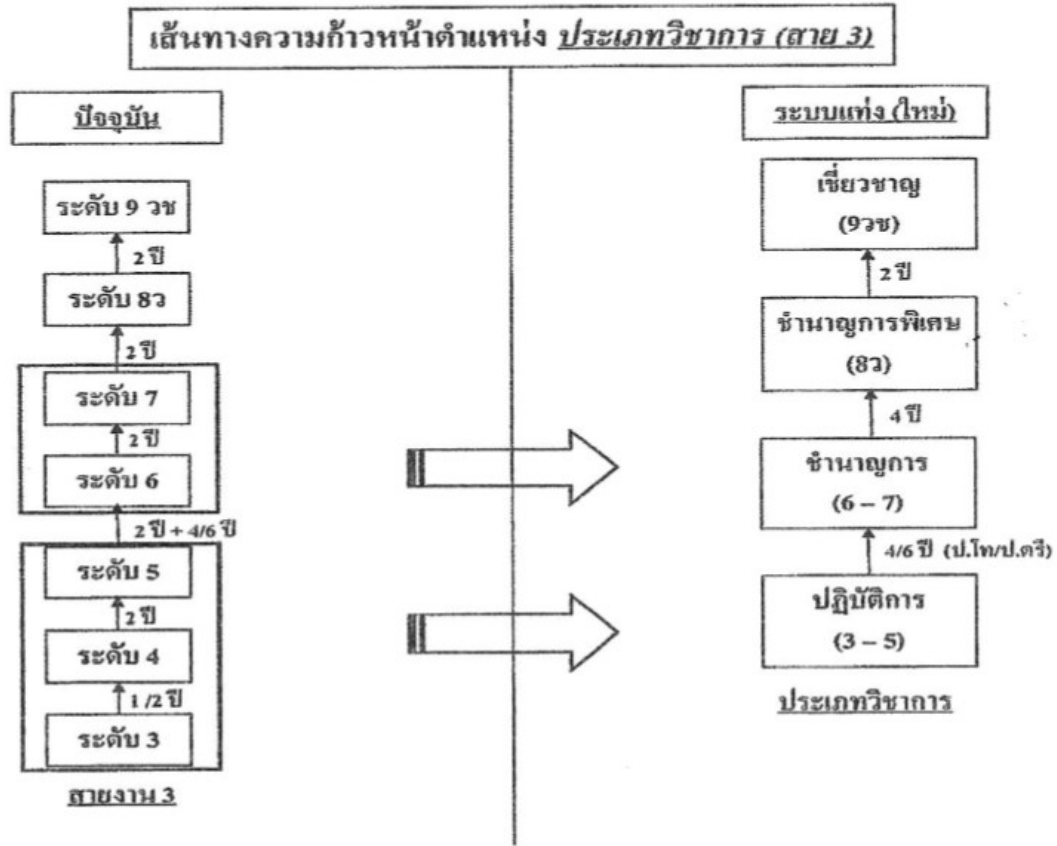 เส้นทางความก้าวหน้าตำแหน่ง ประเภทวิชาการ (สาย 3)
ปัจจุบัน
ระดับ 9 วช
2 ปี
ระดับ 8ว
2 ปี
ระดับ 7
2 ปี
ระดับ 6
2 ปี + 4/6 ปี
ระดับ 5
2 ปี
ระดับ 4
1 /2 ปี
ระดับ 3
สายงาน 3
ระบบแท่ง (ใหม่)
เชี่ยวชาญ
(9วช)
2 ปี
ชำนาญการพิเศษ
(8ว)
4 ปี
ชำนาญการ
(6 – 7)
4/6 ปี (ป.โท/ป.ตรี)
ปฏิบัติการ
(3 – 5)
ประเภทวิชาการ